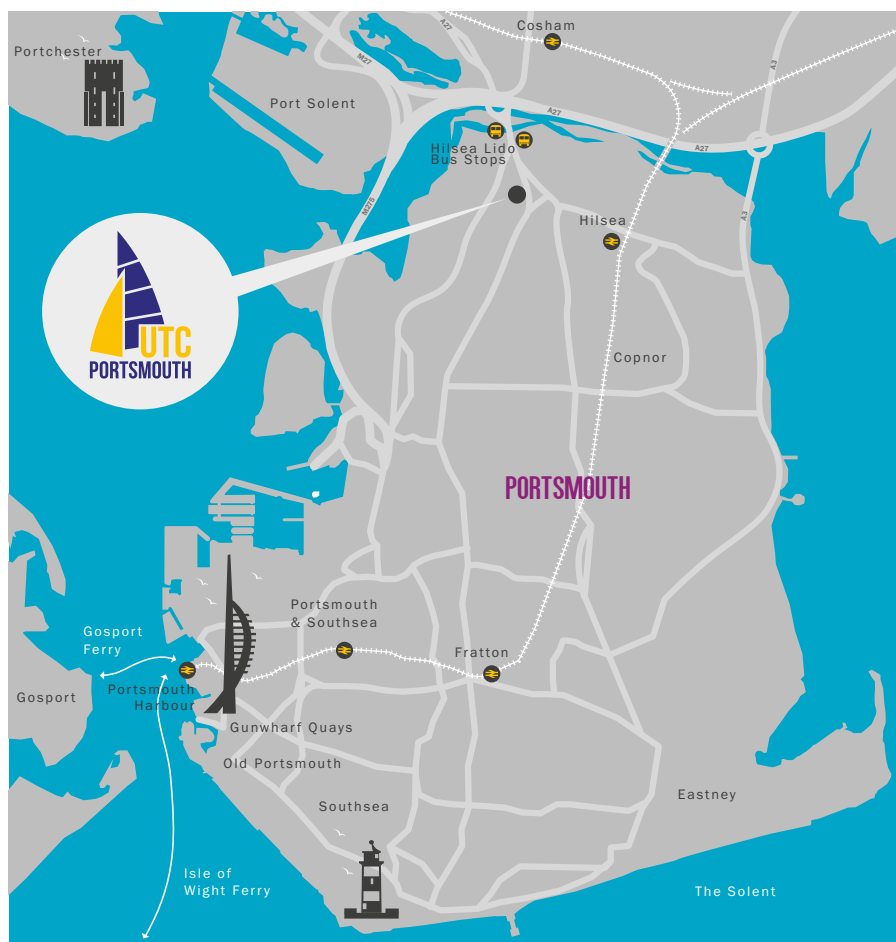 Cosham
Portchester
A27
M27
A3
Port Solent
A27
Hilsea Lido
Bus Stops
A27
M275
Hilsea
A3
UTC
PORTSMOUTH
Copnor
PORTSMOUTH
Portsmouth
& Southsea
Gosport
Ferry
Fratton
Portsmouth
Harbour
Gosport
Gunwharf Quays
Old Portsmouth
Southsea
Eastney
Isle of
Wight Ferry
The Solent